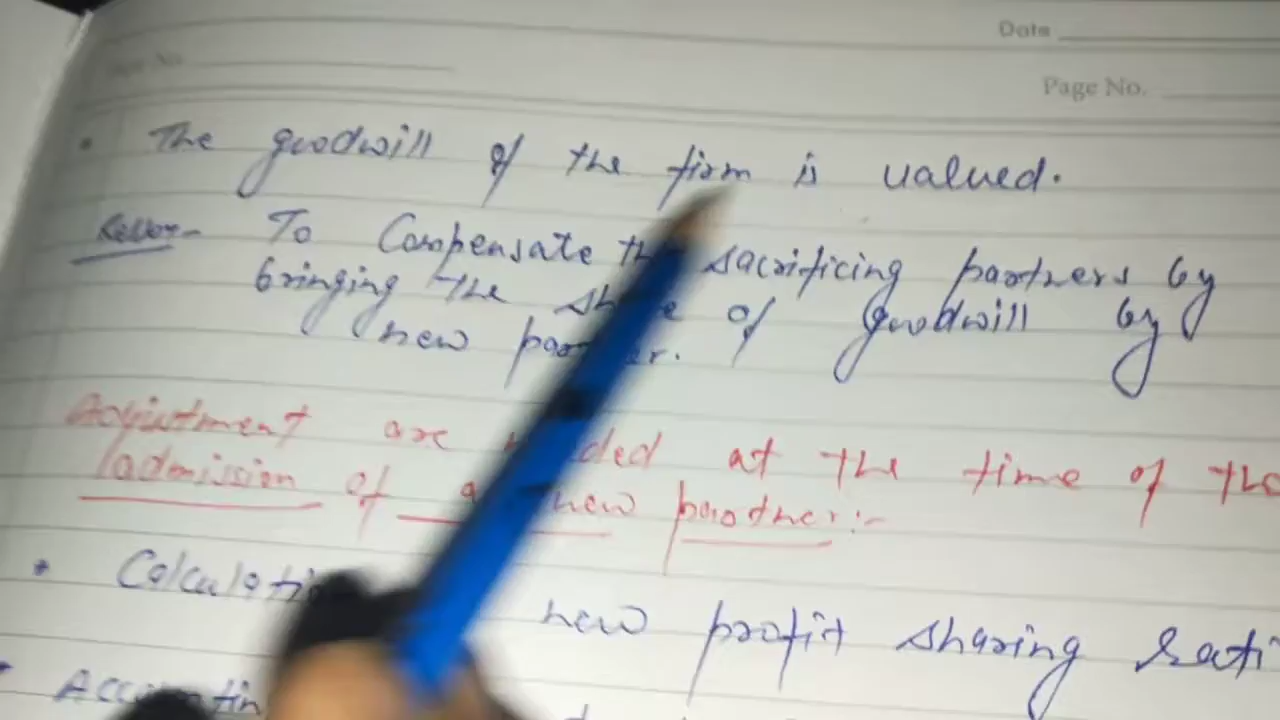 Date
Page No.
• The goodwill of the firm is valued.
To Compensate the sacrificing partners by
bringing the share of goodwill by
new partner.
Adjustment are needed at the time of the
admission of a new partner:-
• Calculation new profit sharing rati
Accountin